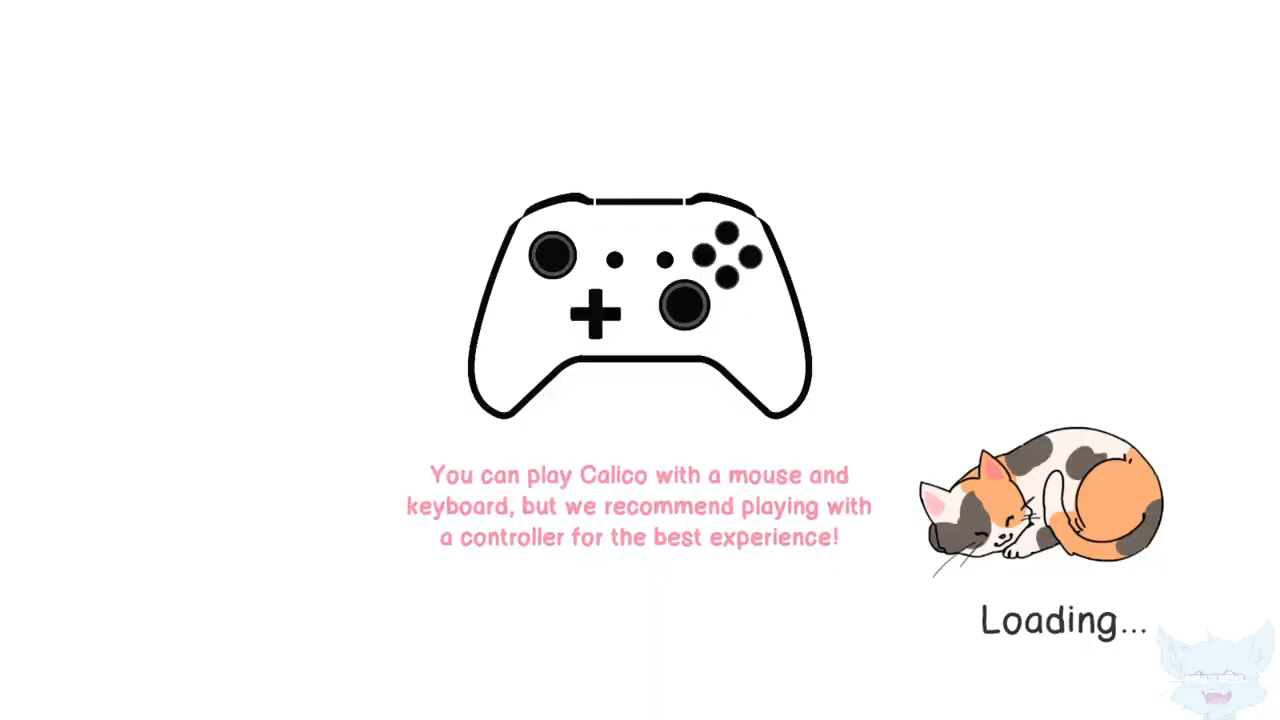 You can play Calico with a mouse and
keyboard, but we recommend playing with
a controller for the best experience!
Loading...